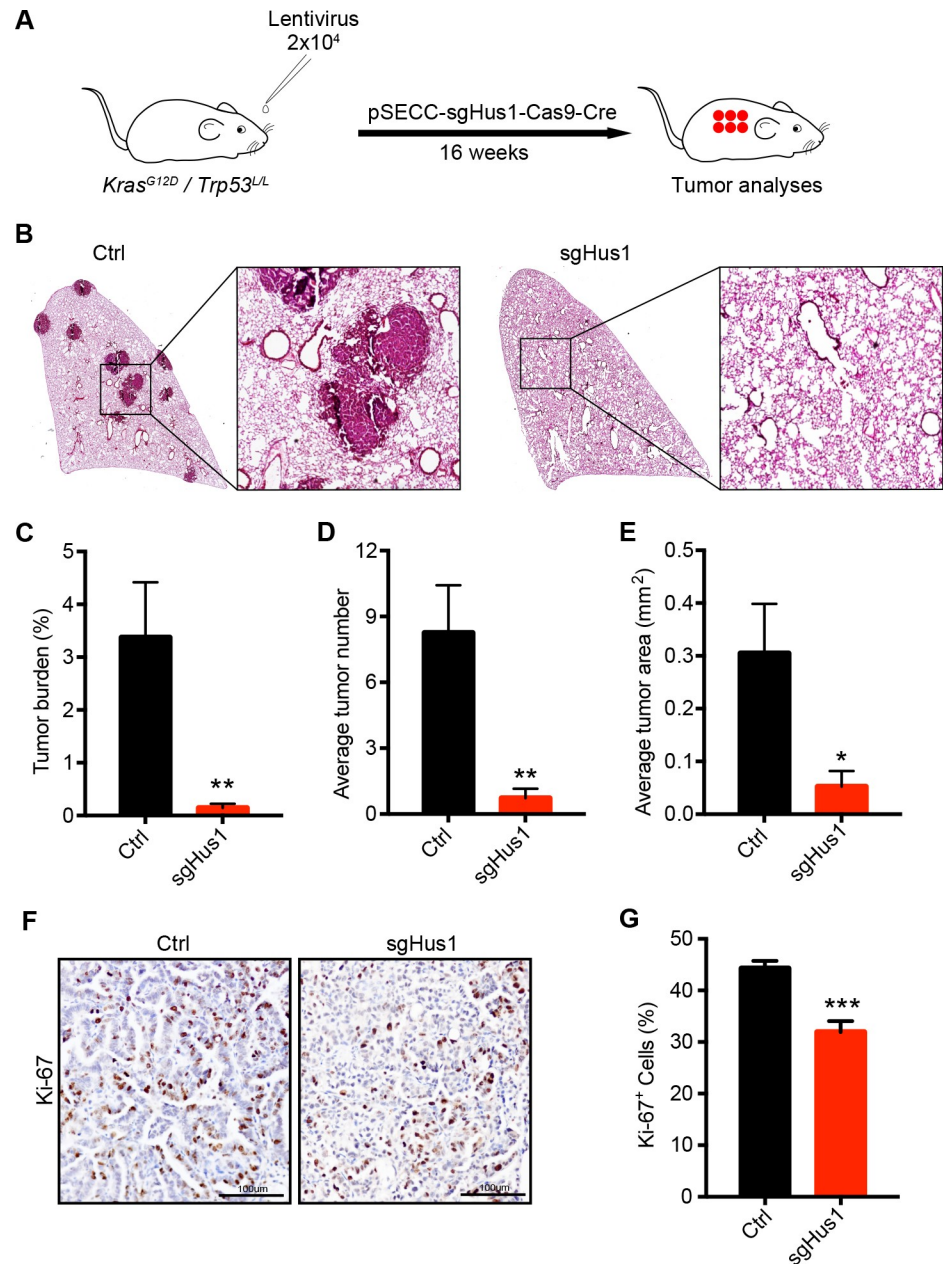 A
Lentivirus
2x10⁴
Kras^G12D / Trp53^L/L
pSECC-sgHus1-Cas9-Cre
16 weeks
Tumor analyses
B
Ctrl
sgHus1
C
Tumor burden (%)
5
4
3
2
1
0
**
Ctrl
sgHus1
D
Average tumor number
12
9
6
3
0
**
Ctrl
sgHus1
E
Average tumor area (mm²)
0.5
0.4
0.3
0.2
0.1
0.0
*
Ctrl
sgHus1
F
Ctrl
sgHus1
Ki-67
100um
100um
G
Ki-67⁺ Cells (%)
50
40
30
20
10
0
***
Ctrl
sgHus1